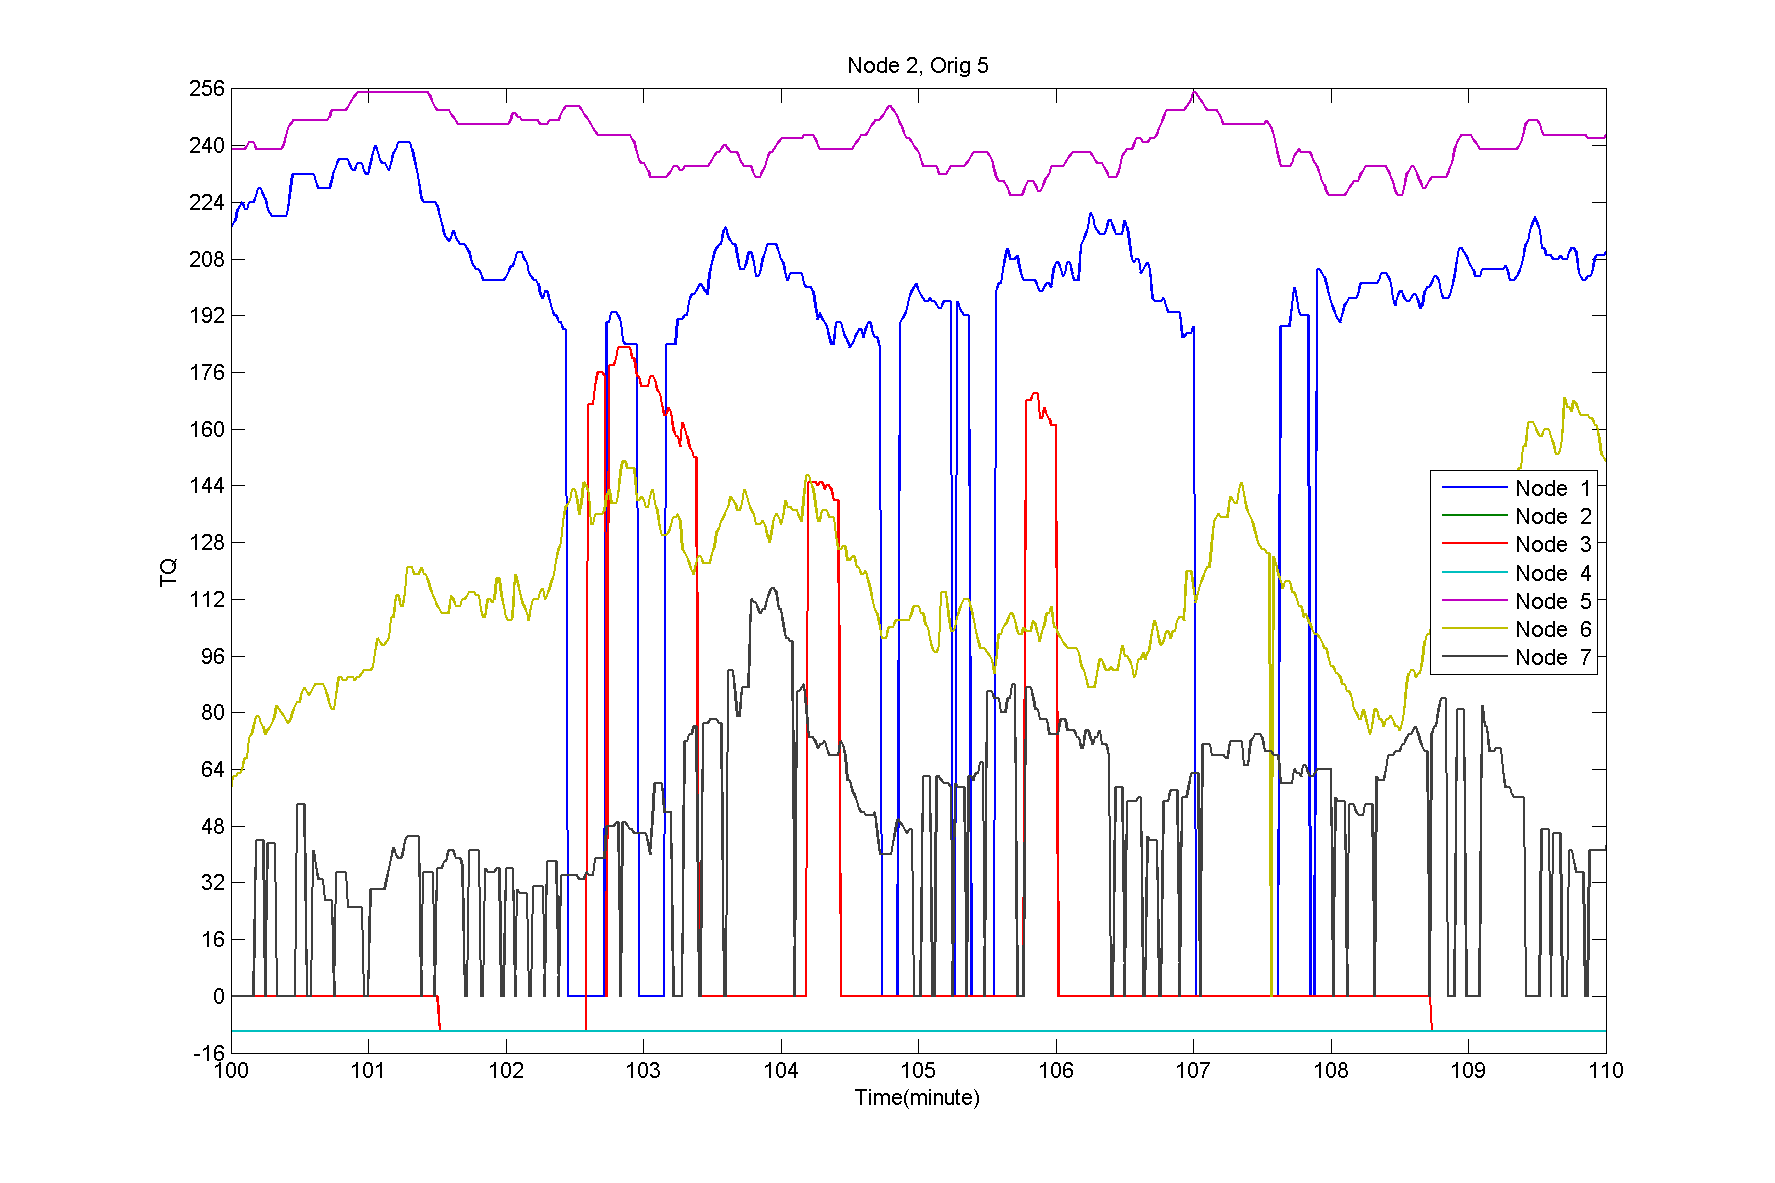 Node 2, Orig 5
256
240
224
208
192
176
160
144
128
112
96
80
64
48
32
16
0
-16
TQ
100 101 102 103 104 105 106 107 108 109 110
Time(minute)
Node 1
Node 2
Node 3
Node 4
Node 5
Node 6
Node 7